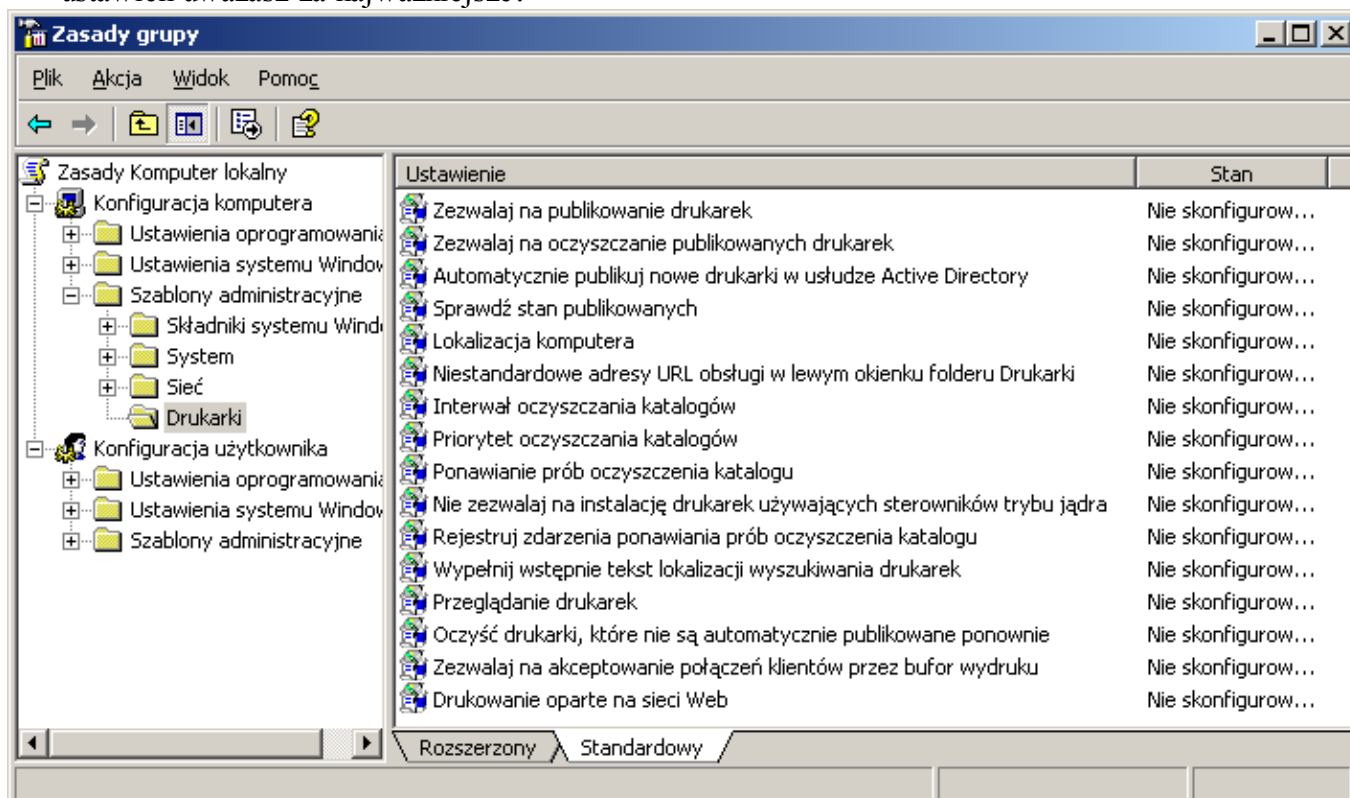 ustawień uważasz za najważniejsze?
Zasady grupy
Plik Akcja Widok Pomoc
Zasady Komputer lokalny
Konfiguracja komputera
Ustawienia oprogramowania
Ustawienia systemu Window
Szablony administracyjne
Składniki systemu Windo
System
Sieć
Drukarki
Konfiguracja użytkownika
Ustawienia oprogramowania
Ustawienia systemu Window
Szablony administracyjne
Ustawienie Stan
Zezwalaj na publikowanie drukarek Nie skonfigurow...
Zezwalaj na oczyszczanie publikowanych drukarek Nie skonfigurow...
Automatycznie publikuj nowe drukarki w usłudze Active Directory Nie skonfigurow...
Sprawdź stan publikowanych Nie skonfigurow...
Lokalizacja komputera Nie skonfigurow...
Niestandardowe adresy URL obsługi w lewym okienku folderu Drukarki Nie skonfigurow...
Interwał oczyszczania katalogów Nie skonfigurow...
Priorytet oczyszczania katalogów Nie skonfigurow...
Ponawianie prób oczyszczenia katalogu Nie skonfigurow...
Nie zezwalaj na instalację drukarek używających sterowników trybu jądra Nie skonfigurow...
Rejestruj zdarzenia ponawiania prób oczyszczenia katalogu Nie skonfigurow...
Wypełnij wstępnie tekst lokalizacji wyszukiwania drukarek Nie skonfigurow...
Przeglądanie drukarek Nie skonfigurow...
Oczyść drukarki, które nie są automatycznie publikowane ponownie Nie skonfigurow...
Zezwalaj na akceptowanie połączeń klientów przez bufor wydruku Nie skonfigurow...
Drukowanie oparte na sieci Web Nie skonfigurow...
Rozszerzony Standardowy